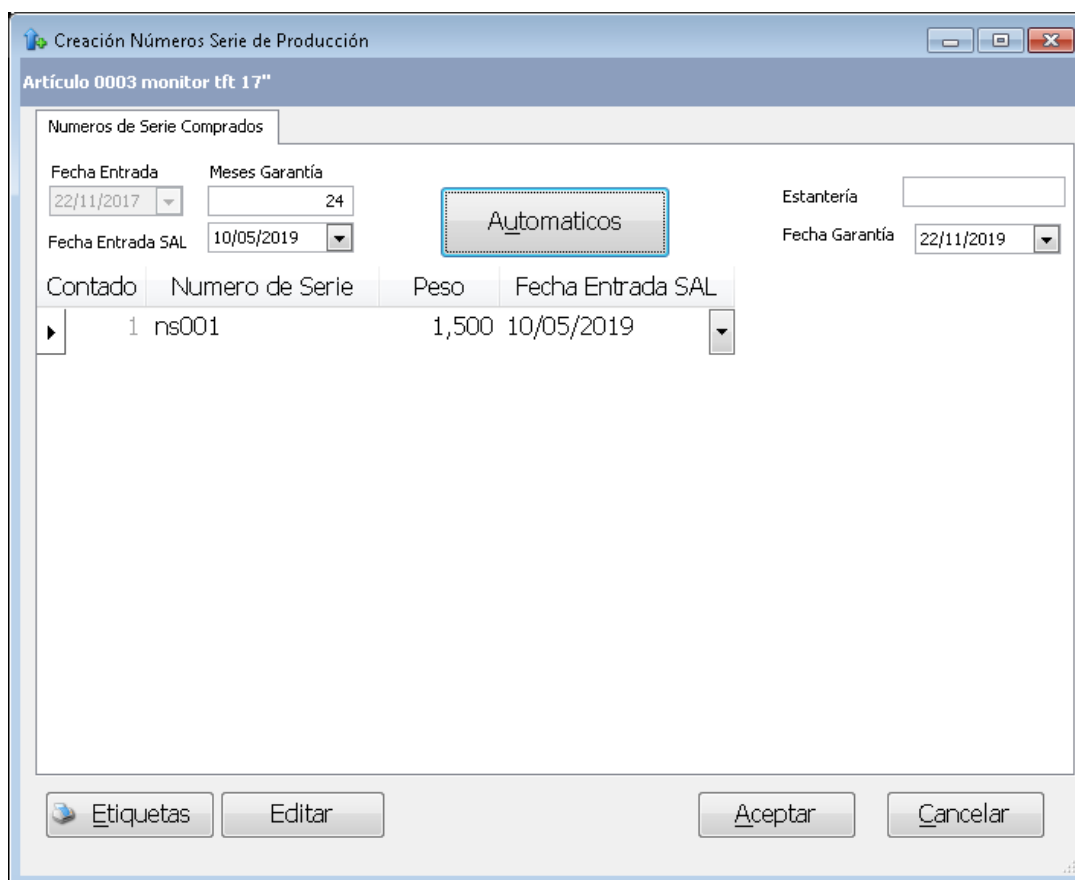 Creación Números Serie de Producción
Artículo 0003 monitor tft 17"
Numeros de Serie Comprados
Fecha Entrada Meses Garantía
22/11/2017 24 Automaticos Estantería
Fecha Entrada SAL 10/05/2019 Fecha Garantía 22/11/2019
Contado Numero de Serie Peso Fecha Entrada SAL
1 ns001 1,500 10/05/2019
Etiquetas Editar Aceptar Cancelar